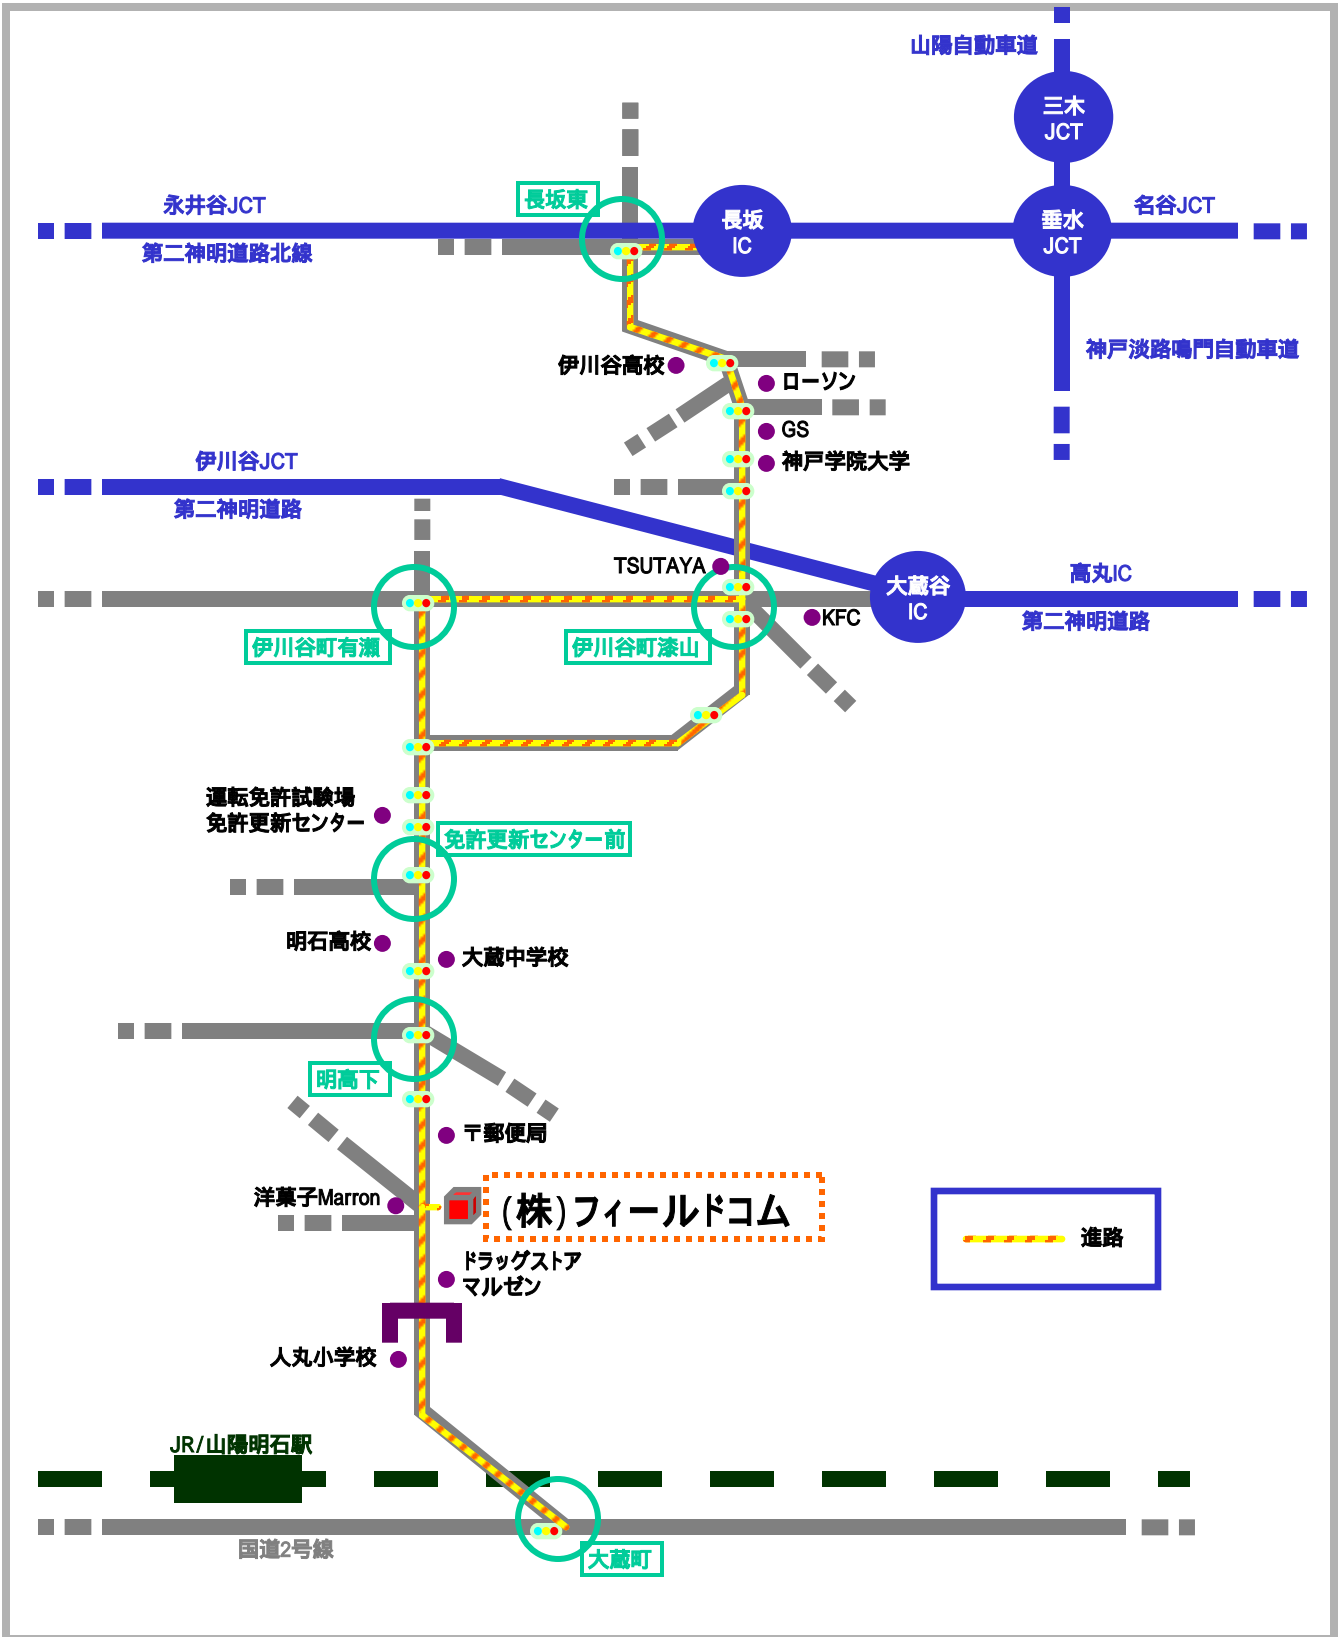 山陽自動車道
三木
JCT
永井谷JCT
長坂東
長坂
IC
垂水
JCT
名谷JCT
第二神明道路北線
神戸淡路鳴門自動車道
伊川谷高校
ローソン
GS
神戸学院大学
伊川谷JCT
第二神明道路
TSUTAYA
大蔵谷
IC
高丸IC
第二神明道路
KFC
伊川谷町有瀬
伊川谷町漆山
運転免許試験場
免許更新センター
免許更新センター前
明石高校
大蔵中学校
明高下
〒郵便局
洋菓子Marron
(株)フィールドコム
進路
ドラッグストア
マルゼン
人丸小学校
JR/山陽明石駅
国道2号線
大蔵町